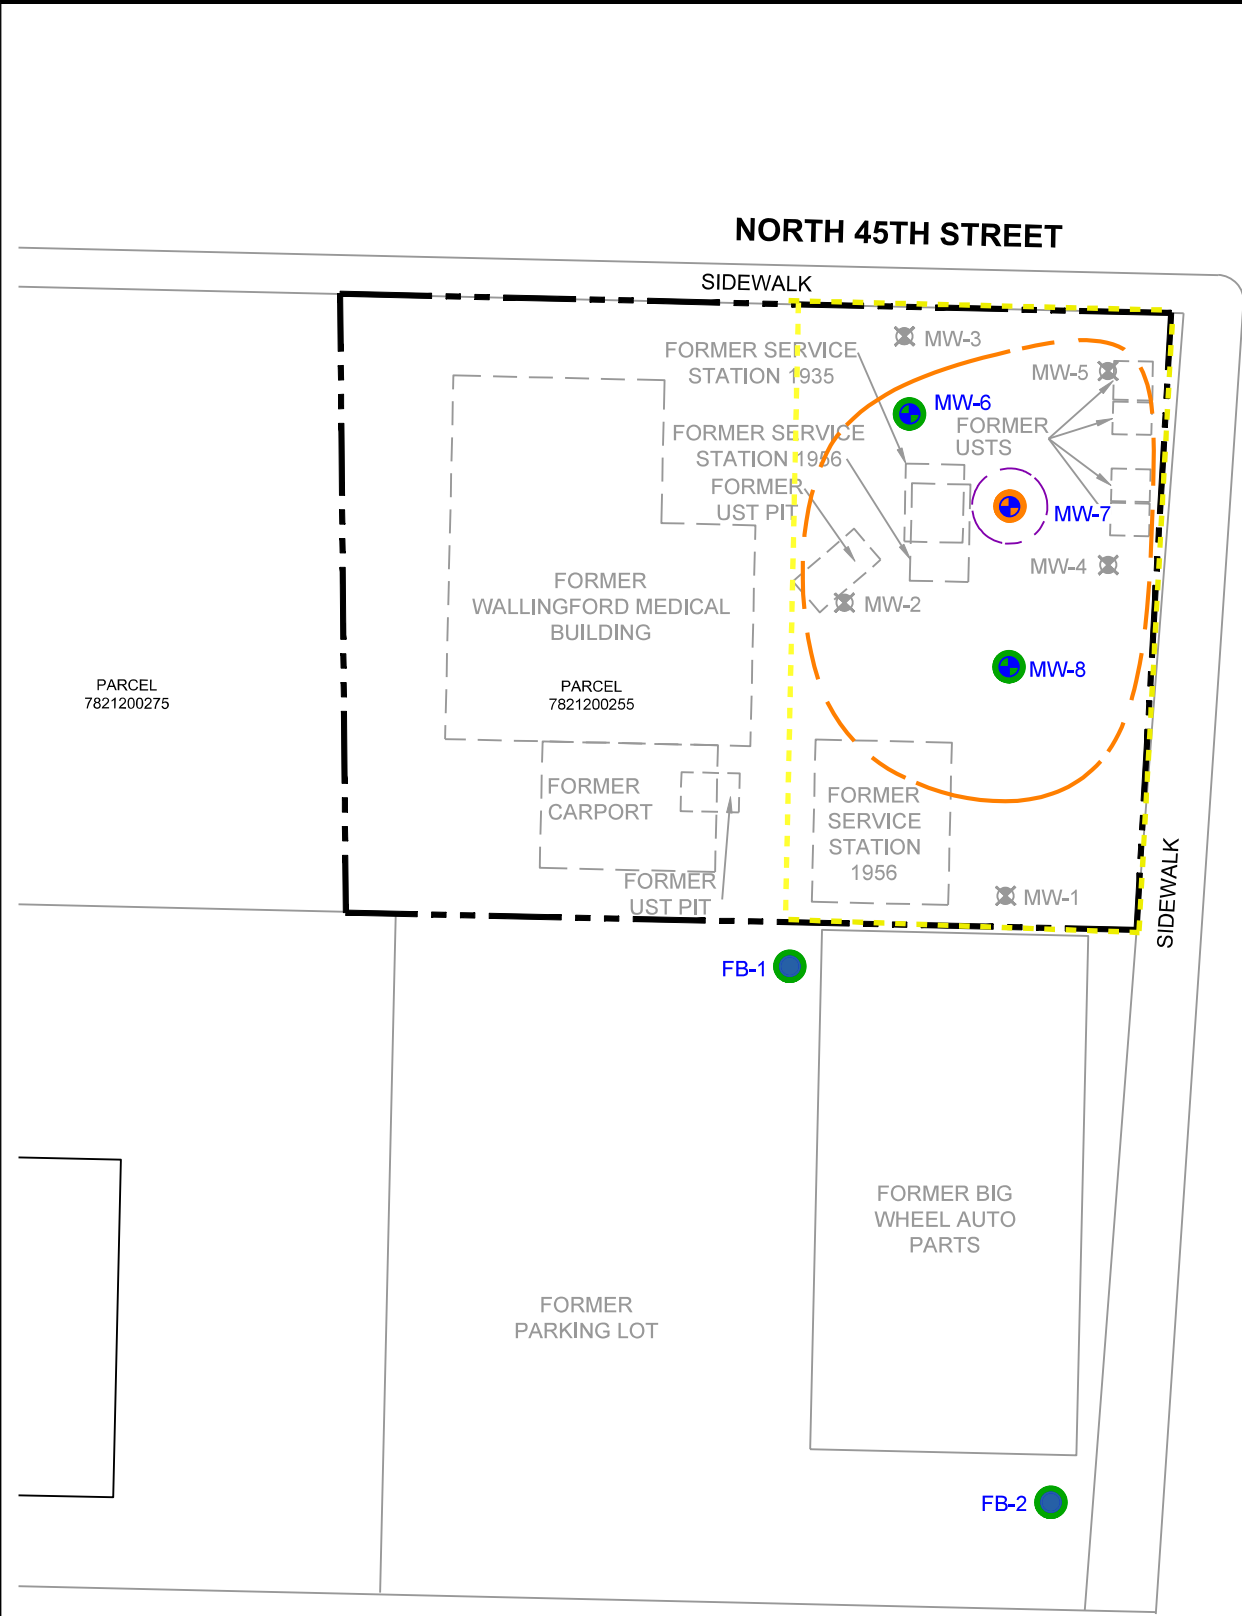 NORTH 45TH STREET
SIDEWALK
MW-3
FORMER SERVICE
STATION 1935
MW-5
MW-6
FORMER
USTS
FORMER SERVICE
STATION 1956
FORMER
UST PIT
MW-7
MW-4
FORMER
WALLINGFORD MEDICAL
BUILDING
MW-2
MW-8
PARCEL
7821200275
PARCEL
7821200255
FORMER
CARPORT
FORMER
SERVICE
STATION
1956
FORMER
UST PIT
MW-1
SIDEWALK
FB-1
FORMER BIG
WHEEL AUTO
PARTS
FORMER
PARKING LOT
FB-2